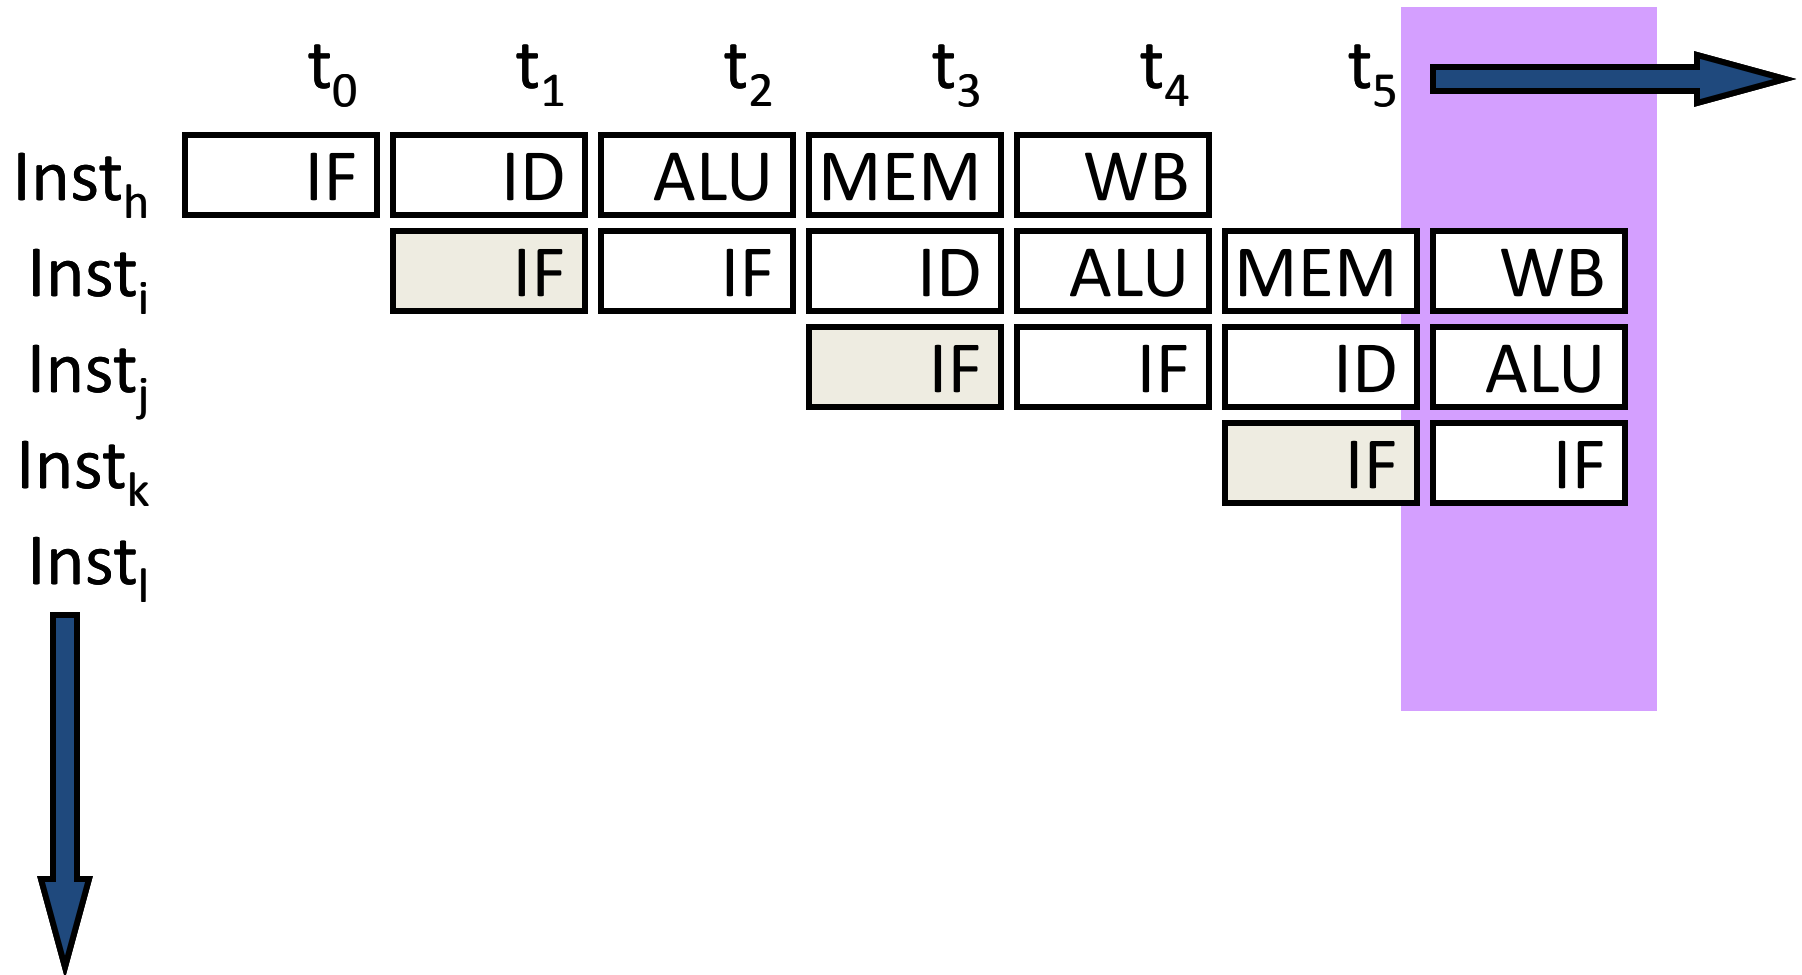 t0 t1 t2 t3 t4 t5
Insth IF ID ALU MEM WB
Insti IF IF ID ALU MEM WB
Instj IF IF ID ALU
Instk IF IF
Instl